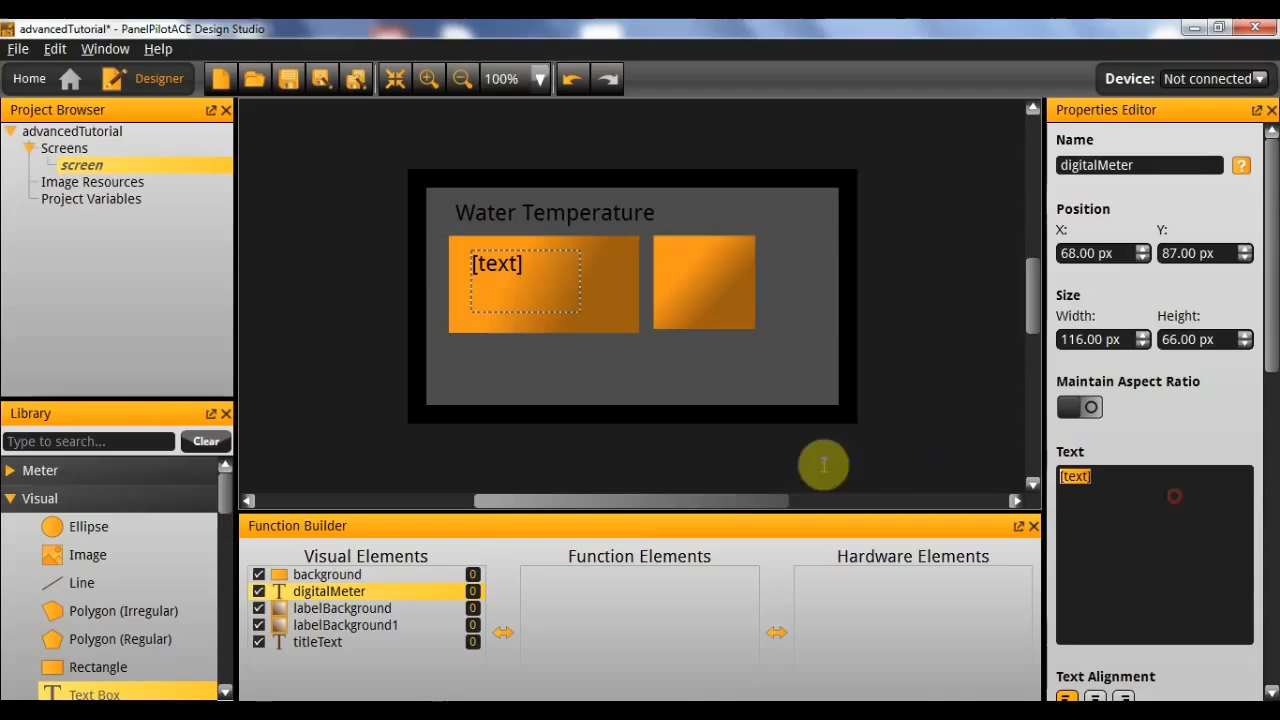 advancedTutorial* - PanelPilotACE Design Studio
File Edit Window Help
Home Designer 100% Device: Not connected
Project Browser
advancedTutorial
Screens
screen
Image Resources
Project Variables
Library
Type to search... Clear
Meter
Visual
Ellipse
Image
Line
Polygon (Irregular)
Polygon (Regular)
Rectangle
Text Box
Water Temperature
[text]
Function Builder
Visual Elements Function Elements Hardware Elements
background 0
digitalMeter 0
labelBackground 0
labelBackground1 0
titleText 0
Properties Editor
Name
digitalMeter ?
Position
X: Y:
68.00 px 87.00 px
Size
Width: Height:
116.00 px 66.00 px
Maintain Aspect Ratio
Text
[text]
Text Alignment